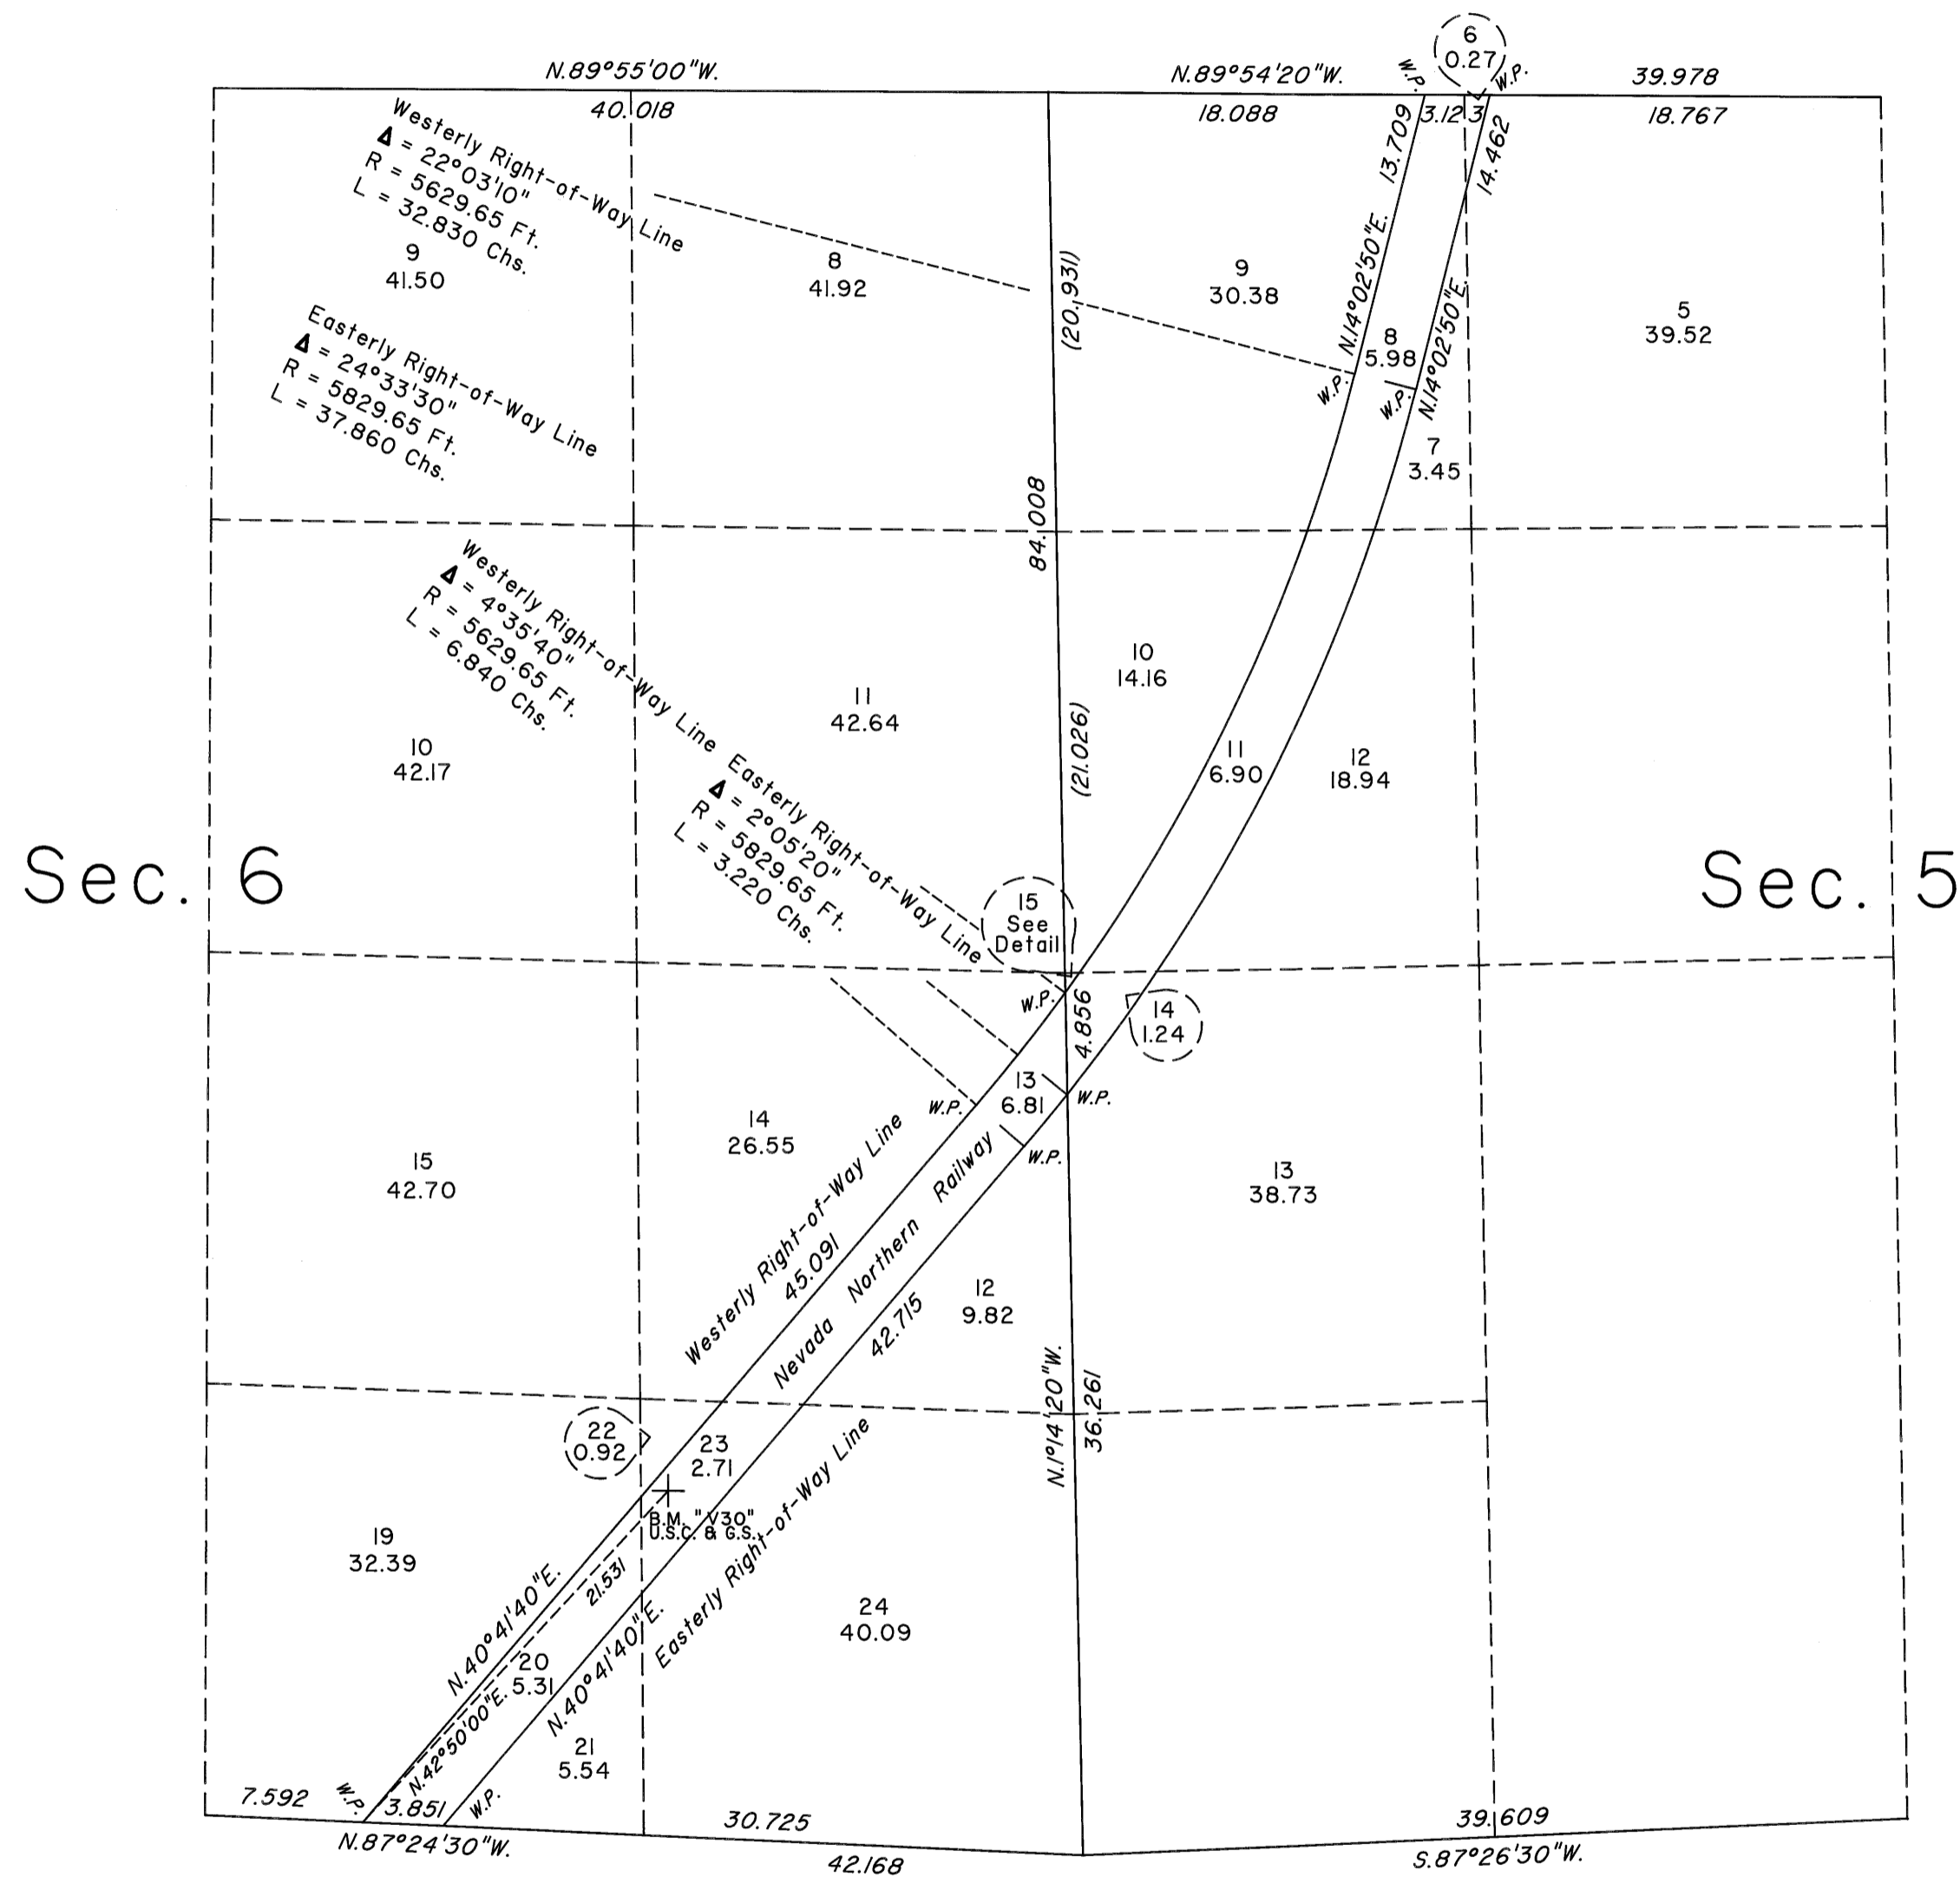 6
0.27
N.89°55'00"W.
N.89°54'20"W.
W.P.
W.P.
39.978
40.018
18.088
3.123
18.767
Westerly Right-of-Way Line
Δ = 22°03'10"
R = 5629.65 Ft.
L = 32.830 Chs.
13.709
14.462
9
41.50
8
41.92
(20.931)
9
30.38
N.14°02'50"E.
N.14°02'50"E.
8
5.98
5
39.52
Easterly Right-of-Way Line
Δ = 24°33'30"
R = 5829.65 Ft.
L = 37.860 Chs.
W.P.
W.P.
7
3.45
84.008
Westerly Right-of-Way Line
Δ = 4°35'40"
R = 5629.65 Ft.
L = 6.840 Chs.
10
14.16
11
42.64
10
42.17
(21.026)
11
6.90
12
18.94
Easterly Right-of-Way Line
Δ = 2°05'20"
R = 5829.65 Ft.
L = 3.220 Chs.
Sec. 6
Sec. 5
15
See
Detail
W.P.
4.856
14
1.24
13
6.81
W.P.
W.P.
W.P.
14
26.55
15
42.70
13
38.73
Westerly Right-of-Way Line
45.091
Nevada Northern Railway
42.715
12
9.82
N.1°14'20"W.
36.261
22
0.92
23
2.71
B.M. "V30"
U.S.C. & G.S.
Easterly Right-of-Way Line
19
32.39
N.40°41'40"E.
21.531
24
40.09
20
5.31
N.42°50'00"E.
N.40°41'40"E.
21
5.54
7.592
W.P.
3.851
W.P.
30.725
39.609
N.87°24'30"W.
42.168
S.87°26'30"W.